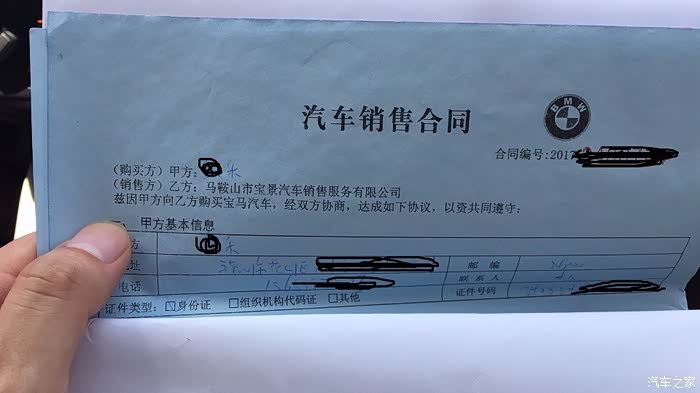 汽车销售合同
BMW
合同编号:2017
(购买方)甲方: 乐
(销售方)乙方:马鞍山市宝景汽车销售服务有限公司
兹因甲方向乙方购买宝马汽车,经双方协商,达成如下协议,以资共同遵守:
一、甲方基本信息
方 乐
址 邮 编
电话 156 联系人
证件号码
证件类型:☑身份证 □组织机构代码证 □其他
汽车之家